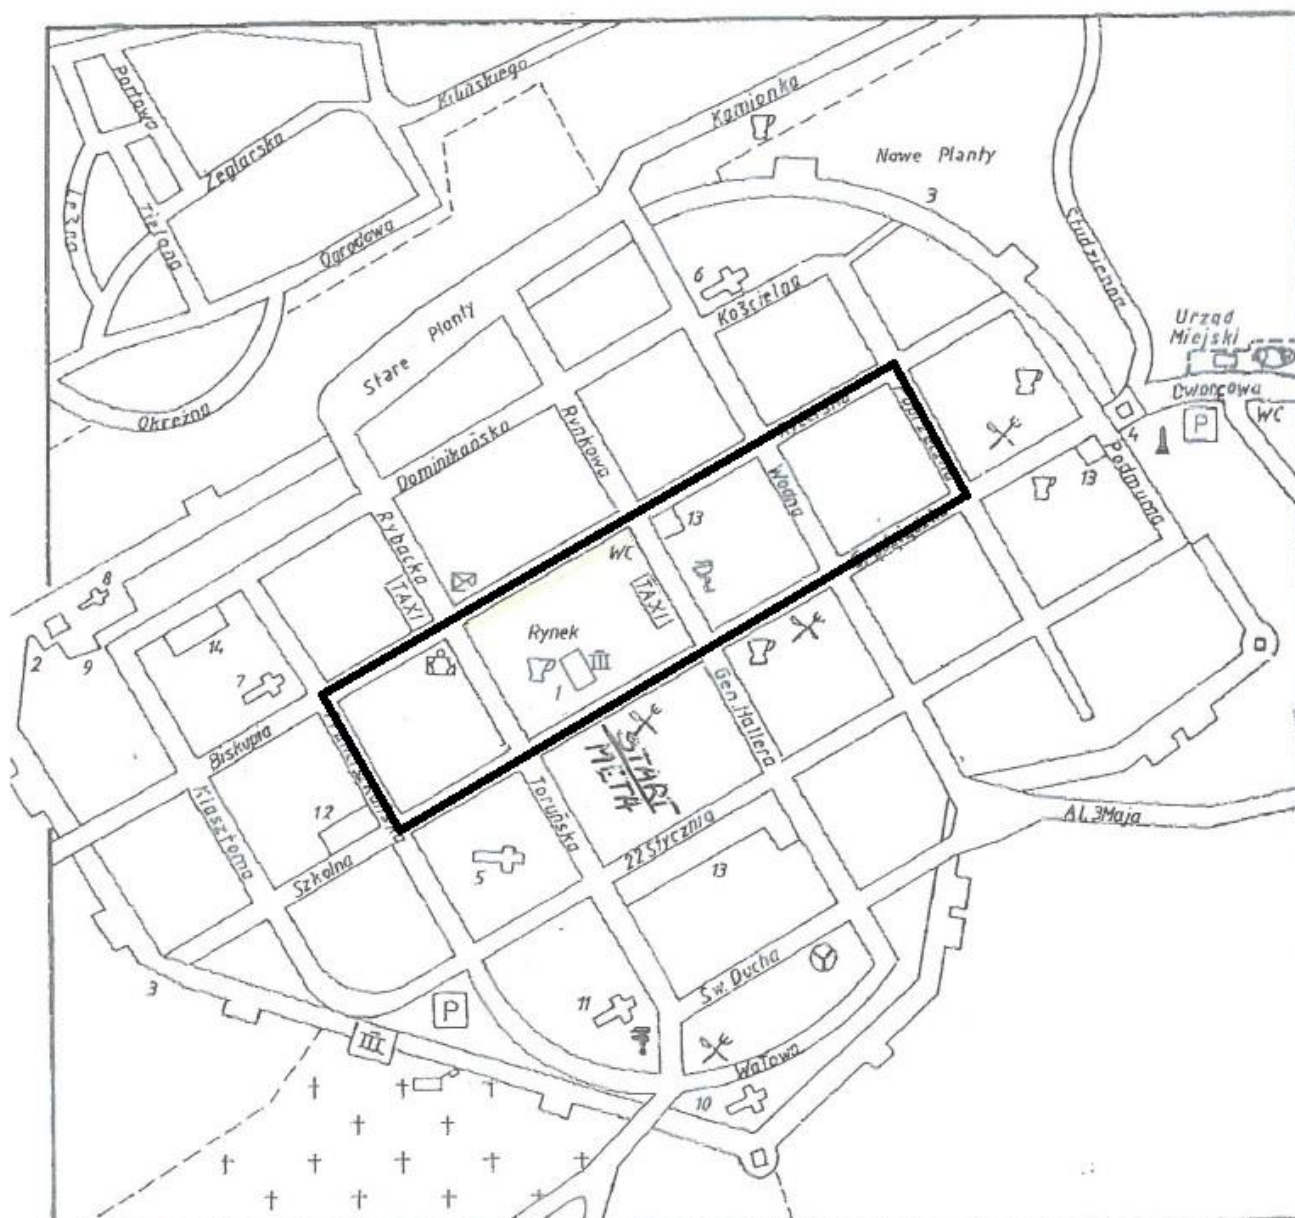 Portowa
Kilińskiego
Kamionka
Żeglarska
Nowe Planty
3
Leśna
Zielana
Ogrodowa
Studzienna
6
Kościelna
Urząd
Miejski
Stare Planty
Dworcowa
WC
P
4
Okrężna
Dominikańska
Rynkowa
Wodna
13
Podmurna
Rybacka
13
8
WC
TAXI
TAXI
Rynek
14
2
9
7
1
Gen. Hallera
Biskupia
START
META
Toruńska
Klasztorna
12
Al. 3 Maja
22 Stycznia
Szkolna
5
13
Św. Ducha
3
P
11
Wałowa
10